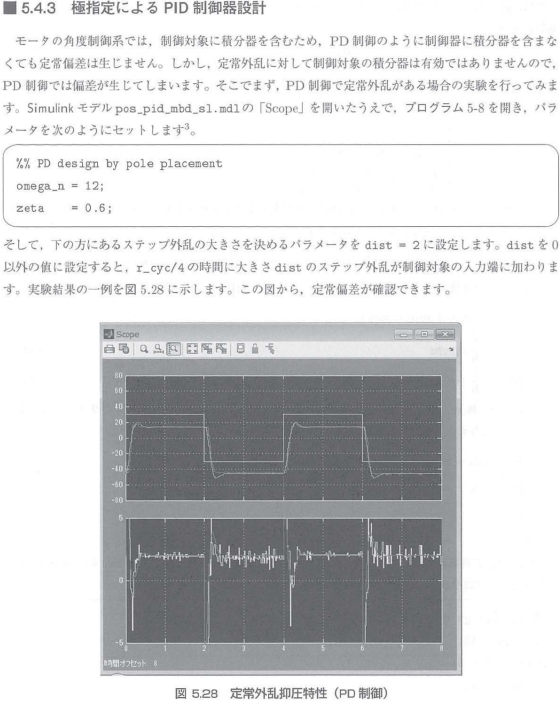 ■ 5.4.3 極指定による PID 制御器設計
モータの角度制御系では，制御対象に積分器を含むため，PD 制御のように制御器に積分器を含まな
くても定常偏差は生じません。しかし，定常外乱に対して制御対象の積分器は有効ではありませんので，
PD 制御では偏差が生じてしまいます。そこでまず，PD 制御で定常外乱がある場合の実験を行ってみま
す。Simulink モデル pos_pid_mbd_sl.mdl の「Scope」を開いたうえで，プログラム 5-8 を開き，パラ
メータを次のようにセットします³。
%% PD design by pole placement
omega_n = 12;
zeta = 0.6;
そして，下の方にあるステップ外乱の大きさを決めるパラメータを dist = 2 に設定します。dist を 0
以外の値に設定すると，r_cyc/4 の時間に大きさ dist のステップ外乱が制御対象の入力端に加わりま
す。実験結果の一例を図 5.28 に示します。この図から，定常偏差が確認できます。
Scope
80
60
40
20
0
-20
-40
-60
-80
5
0
-5
0 1 2 3 4 5 6 7 8
時間オフセット 0
図 5.28 定常外乱抑圧特性（PD 制御）